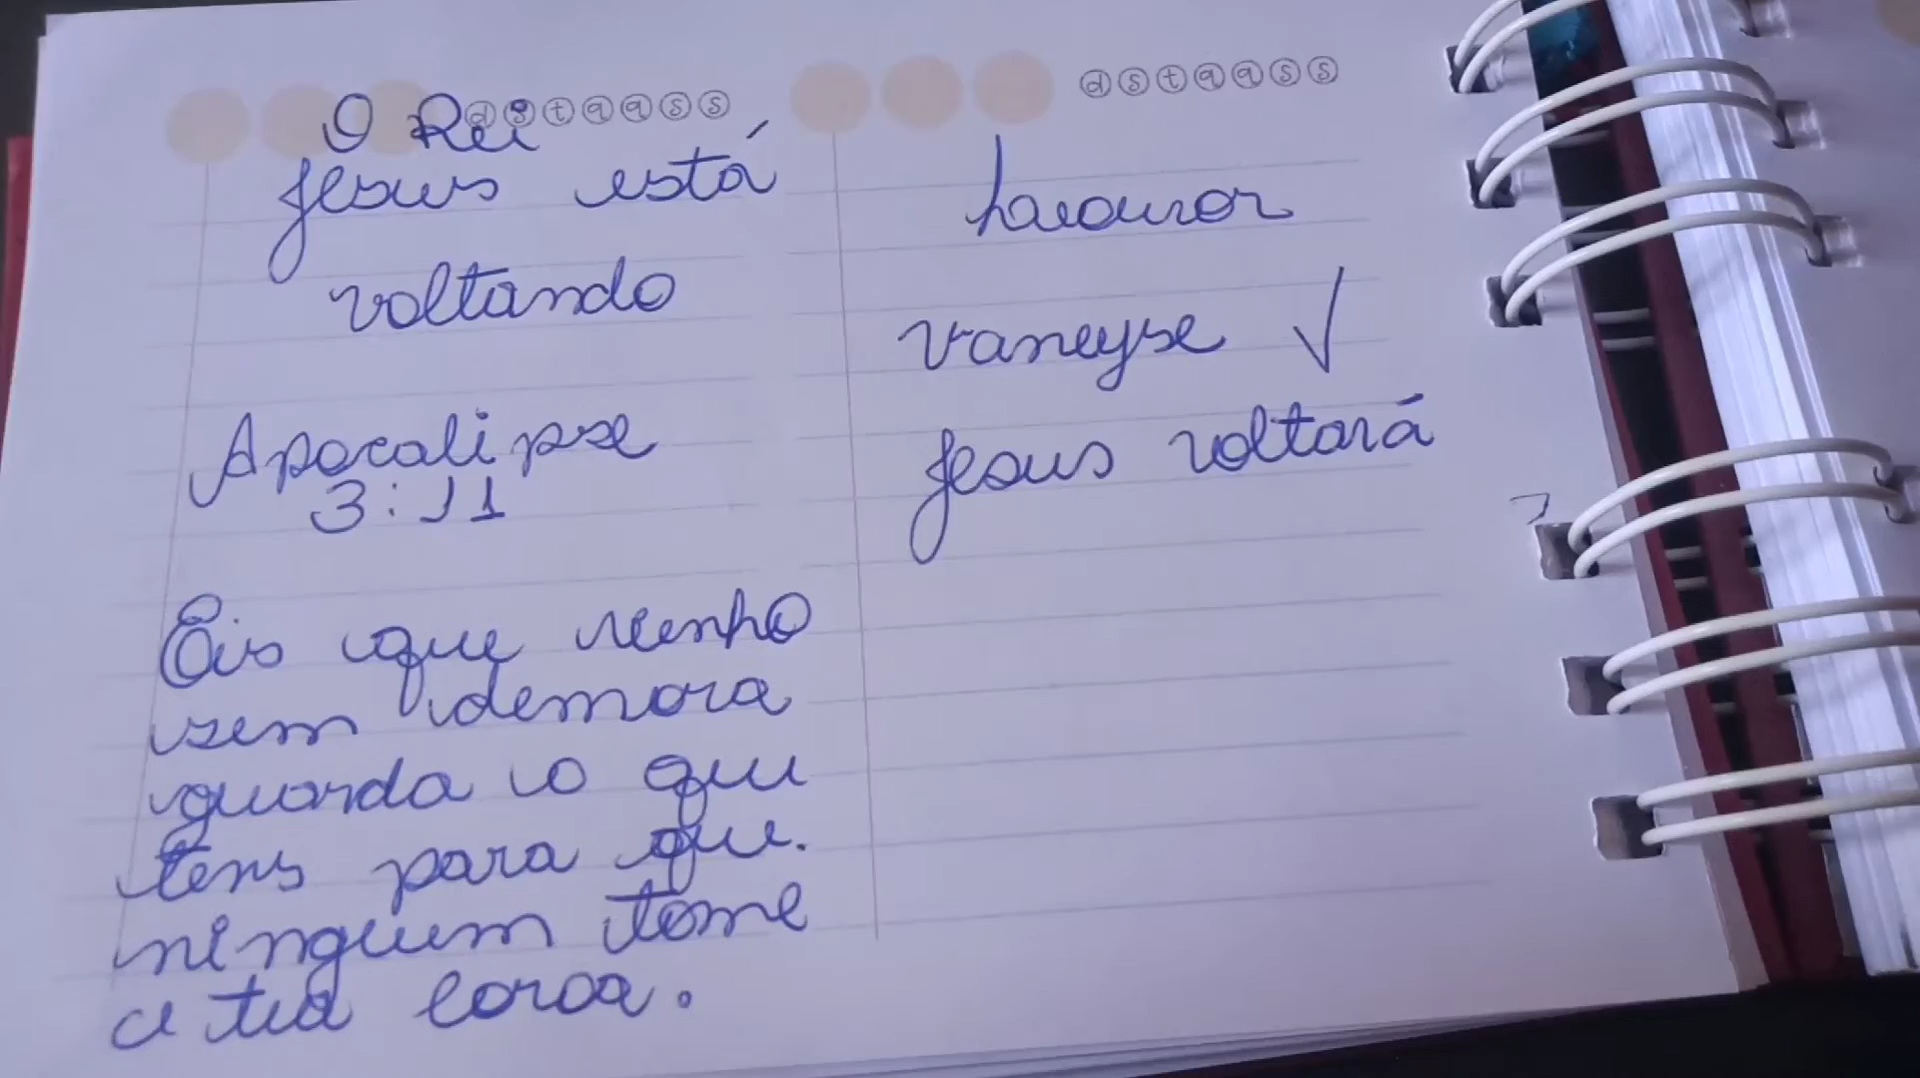 d s t q q s s
O Rei
Jesus está
voltando
Apocalipse
3:11
Eis que venho
sem demora
guarda o que
tens para que.
ninguem tome
a tua coroa.
d s t q q s s
vaneyse ✓
Jesus voltará